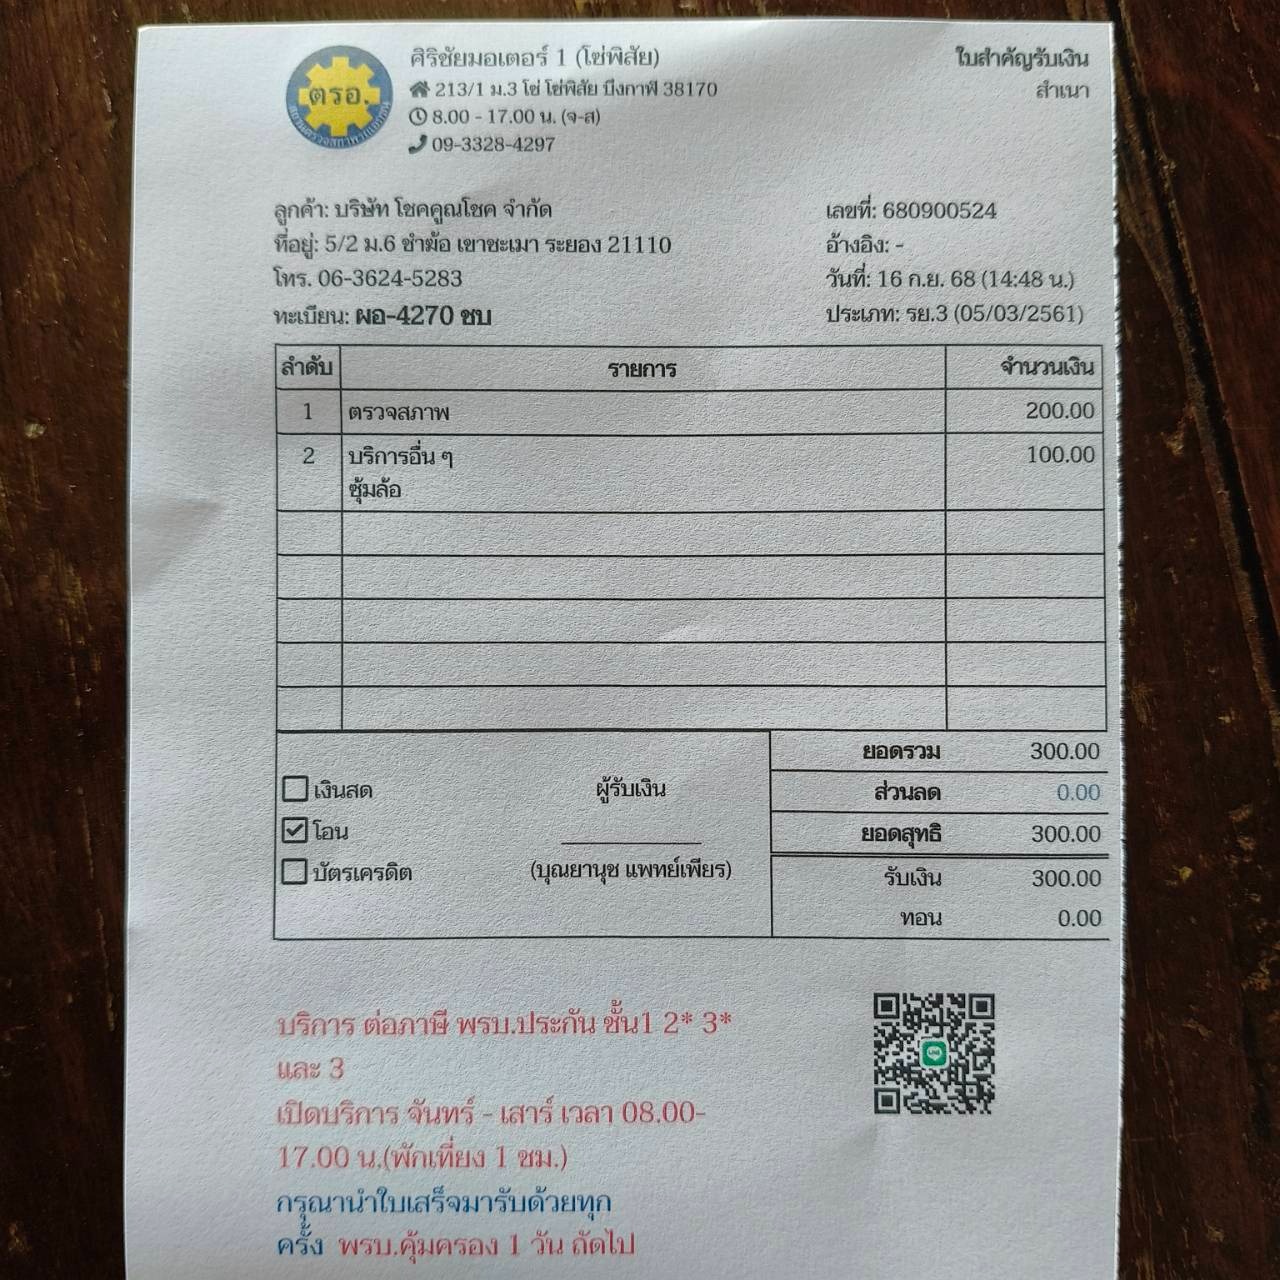 ตรอ.
ศิริชัยมอเตอร์ 1 (โซ่พิสัย)
213/1 ม.3 โซ่ โซ่พิสัย บึงกาฬ 38170
8.00 - 17.00 น. (จ-ส)
09-3328-4297
ใบสำคัญรับเงิน
สำเนา
ลูกค้า: บริษัท โชคคูณโชค จำกัด
ที่อยู่: 5/2 ม.6 ชำฆ้อ เขาชะเมา ระยอง 21110
โทร. 06-3624-5283
ทะเบียน: ผอ-4270 ชบ
เลขที่: 680900524
อ้างอิง: -
วันที่: 16 ก.ย. 68 (14:48 น.)
ประเภท: รย.3 (05/03/2561)
ลำดับ รายการ จำนวนเงิน
1 ตรวจสภาพ 200.00
2 บริการอื่น ๆ 100.00
ซุ้มล้อ
ยอดรวม 300.00
ส่วนลด 0.00
ยอดสุทธิ 300.00
รับเงิน 300.00
ทอน 0.00
เงินสด
โอน
บัตรเครดิต
ผู้รับเงิน
(บุณยานุช แพทย์เพียร)
บริการ ต่อภาษี พรบ.ประกัน ชั้น1 2* 3*
และ 3
เปิดบริการ จันทร์ - เสาร์ เวลา 08.00-
17.00 น.(พักเที่ยง 1 ชม.)
กรุณานำใบเสร็จมารับด้วยทุก
ครั้ง พรบ.คุ้มครอง 1 วัน ถัดไป